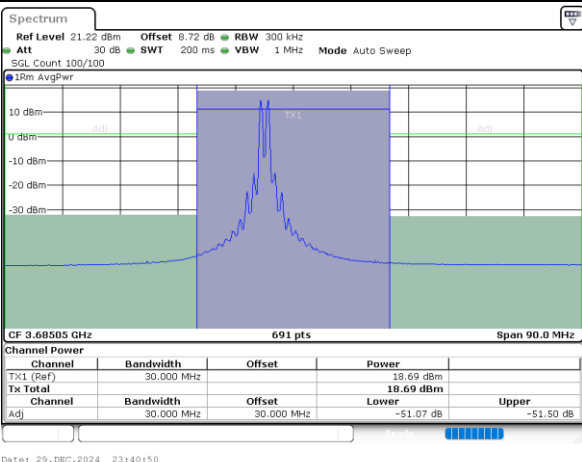 Spectrum
Ref Level 21.22 dBm Offset 8.72 dB RBW 300 kHz
Att 30 dB SWT 200 ms VBW 1 MHz Mode Auto Sweep
SGL Count 100/100
1Rm AvgPwr
TX1
10 dBm
Adj Adj
0 dBm
-10 dBm
-20 dBm
-30 dBm
CF 3.68505 GHz 691 pts Span 90.0 MHz
Channel Power
Channel Bandwidth Offset Power
TX1 (Ref) 30.000 MHz 18.69 dBm
Tx Total 18.69 dBm
Channel Bandwidth Offset Lower Upper
Adj 30.000 MHz 30.000 MHz -51.07 dB -51.50 dB
Ready
Date: 29.DEC.2024 23:40:50